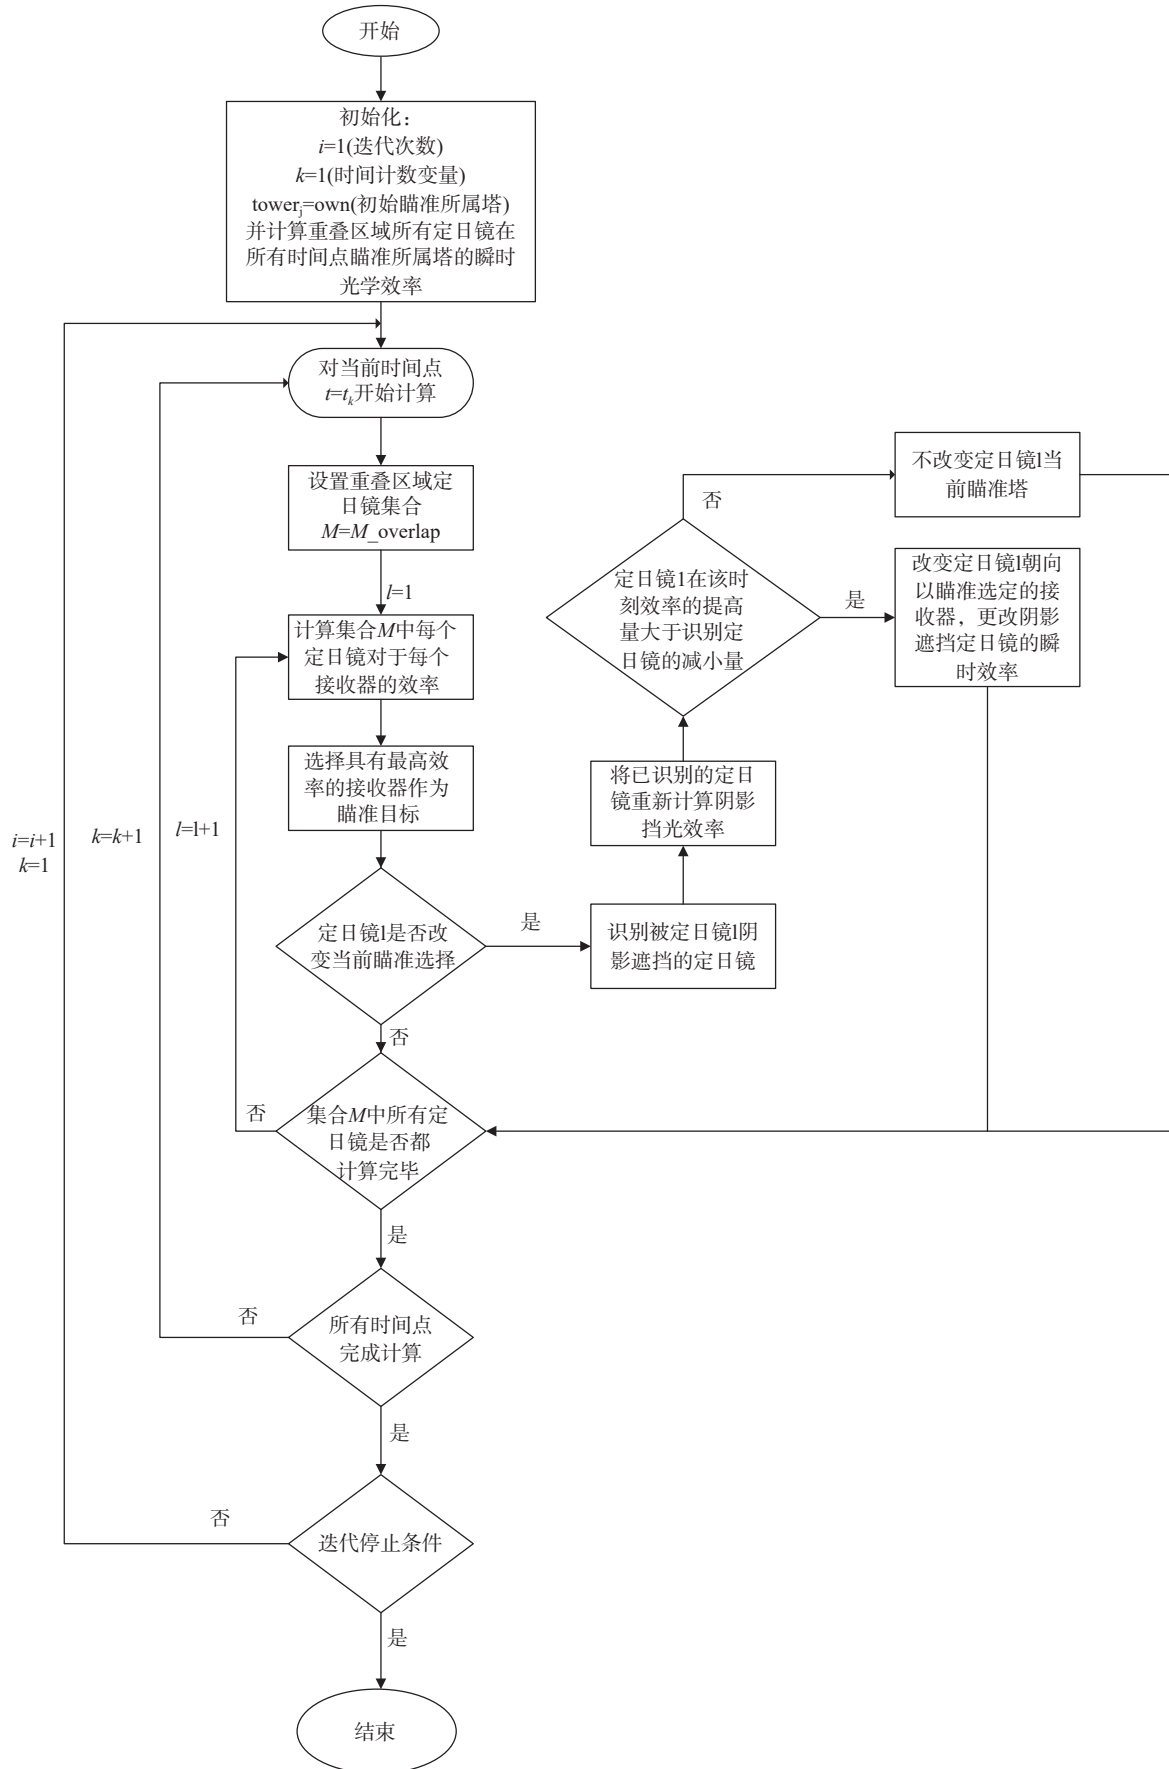 开始
初始化：
i=1(迭代次数)
k=1(时间计数变量)
towerj=own(初始瞄准所属塔)
并计算重叠区域所有定日镜在
所有时间点瞄准所属塔的瞬时
光学效率
对当前时间点
t=tk开始计算
设置重叠区域定
日镜集合
M=M_overlap
l=1
计算集合M中每个
定日镜对于每个
接收器的效率
选择具有最高效
率的接收器作为
瞄准目标
i=i+1
k=1
k=k+1
l=l+1
定日镜l是否改
变当前瞄准选择
是
识别被定日镜l阴
影遮挡的定日镜
将已识别的定日
镜重新计算阴影
挡光效率
定日镜1在该时
刻效率的提高
量大于识别定
日镜的减小量
否
不改变定日镜l当
前瞄准塔
是
改变定日镜l朝向
以瞄准选定的接
收器，更改阴影
遮挡定日镜的瞬
时效率
否
集合M中所有定
日镜是否都
计算完毕
否
是
所有时间点
完成计算
否
是
迭代停止条件
否
是
结束